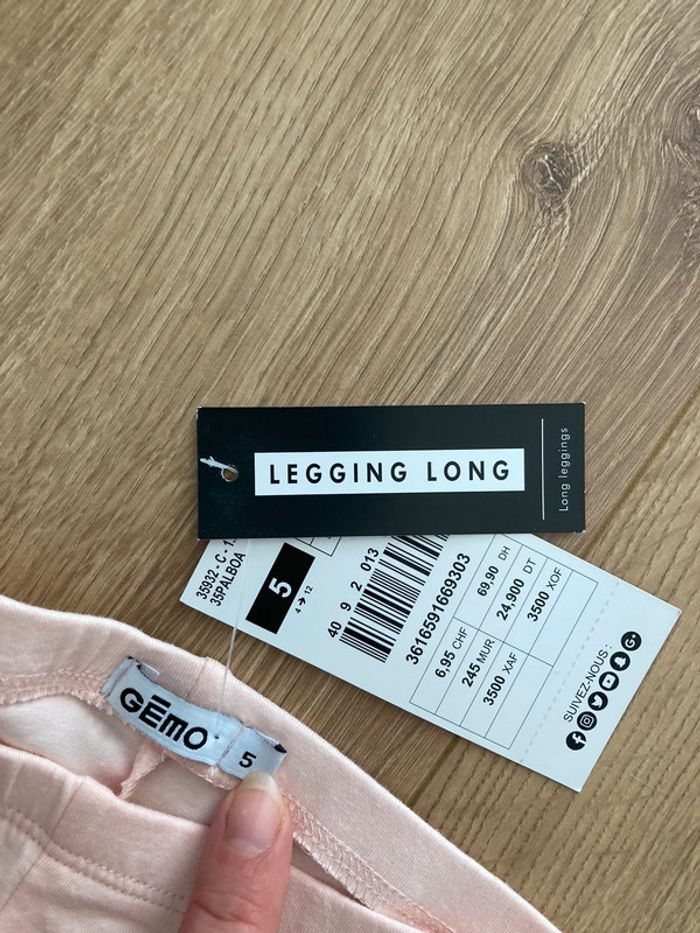 LEGGING LONG
Long leggings
35932 - C - 1
35PALBOA
5
4 → 12
40 9 2 013
3616591669303
6,95 CHF
69,90 DH
245 MUR
24,900 DT
3500 XAF
3500 XOF
SUIVEZ-NOUS :
GĒMO
5